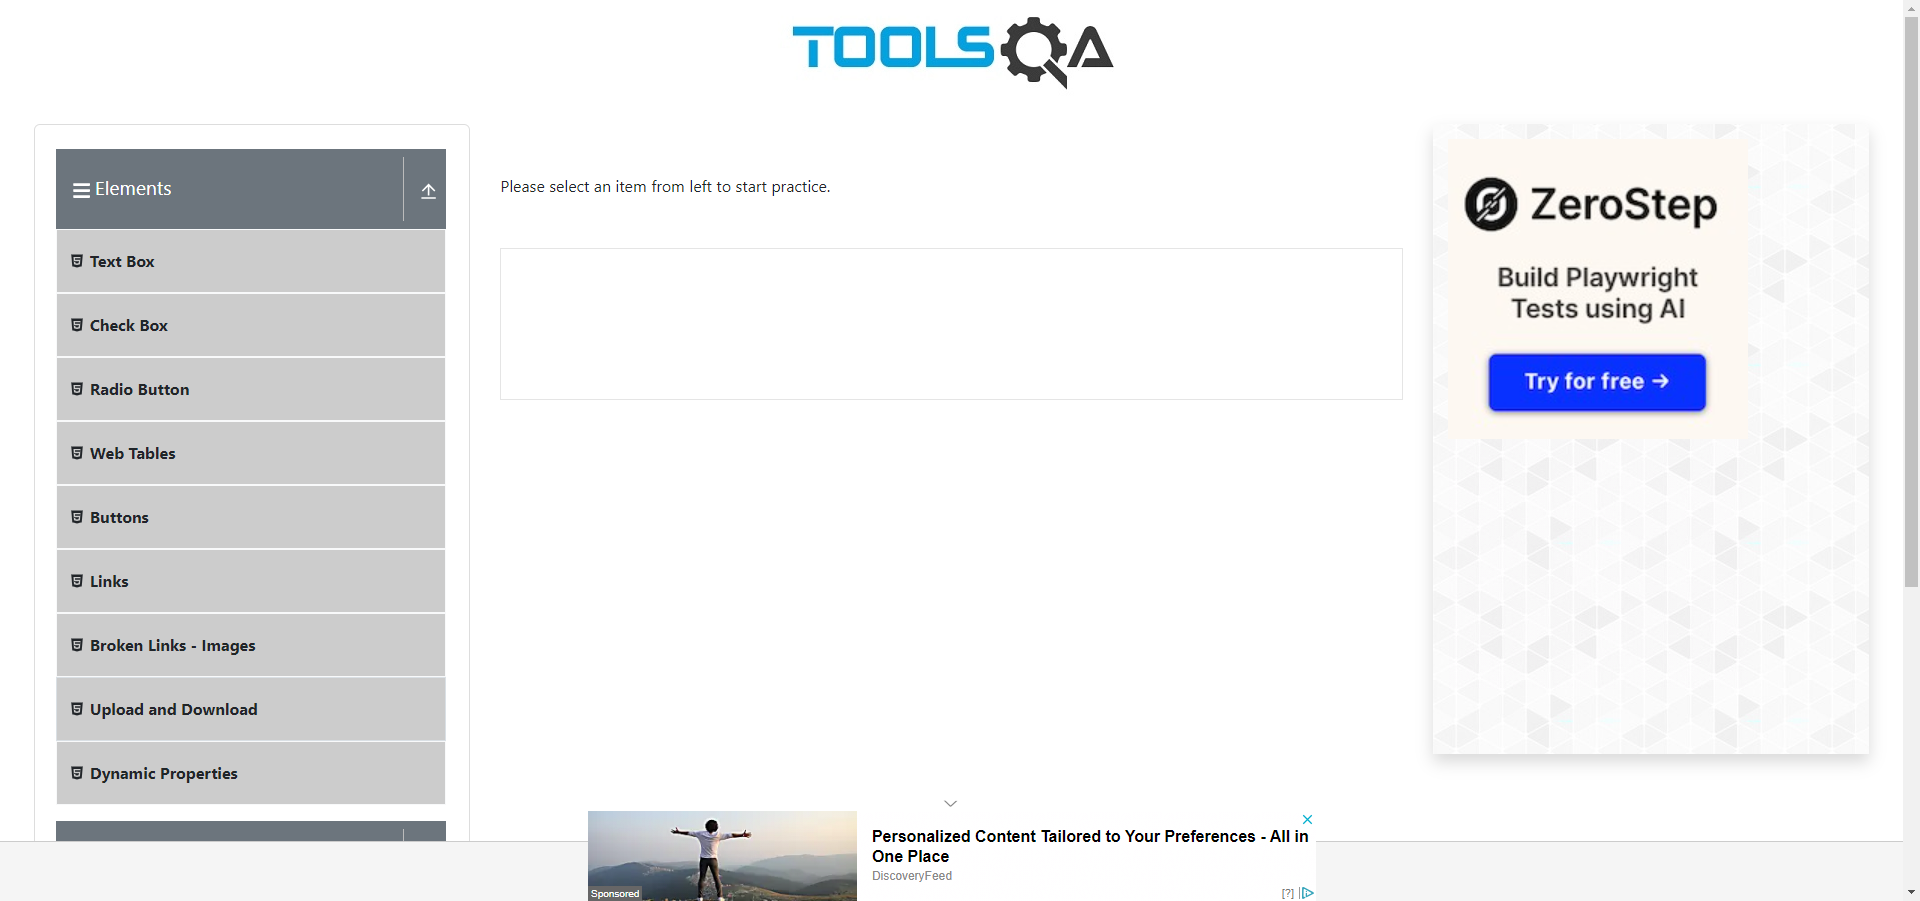 TOOLSQA
Elements
Text Box
Check Box
Radio Button
Web Tables
Buttons
Links
Broken Links - Images
Upload and Download
Dynamic Properties
Please select an item from left to start practice.
ZeroStep
Build Playwright
Tests using AI
Try for free →
Sponsored
Personalized Content Tailored to Your Preferences - All in
One Place
DiscoveryFeed
[?]